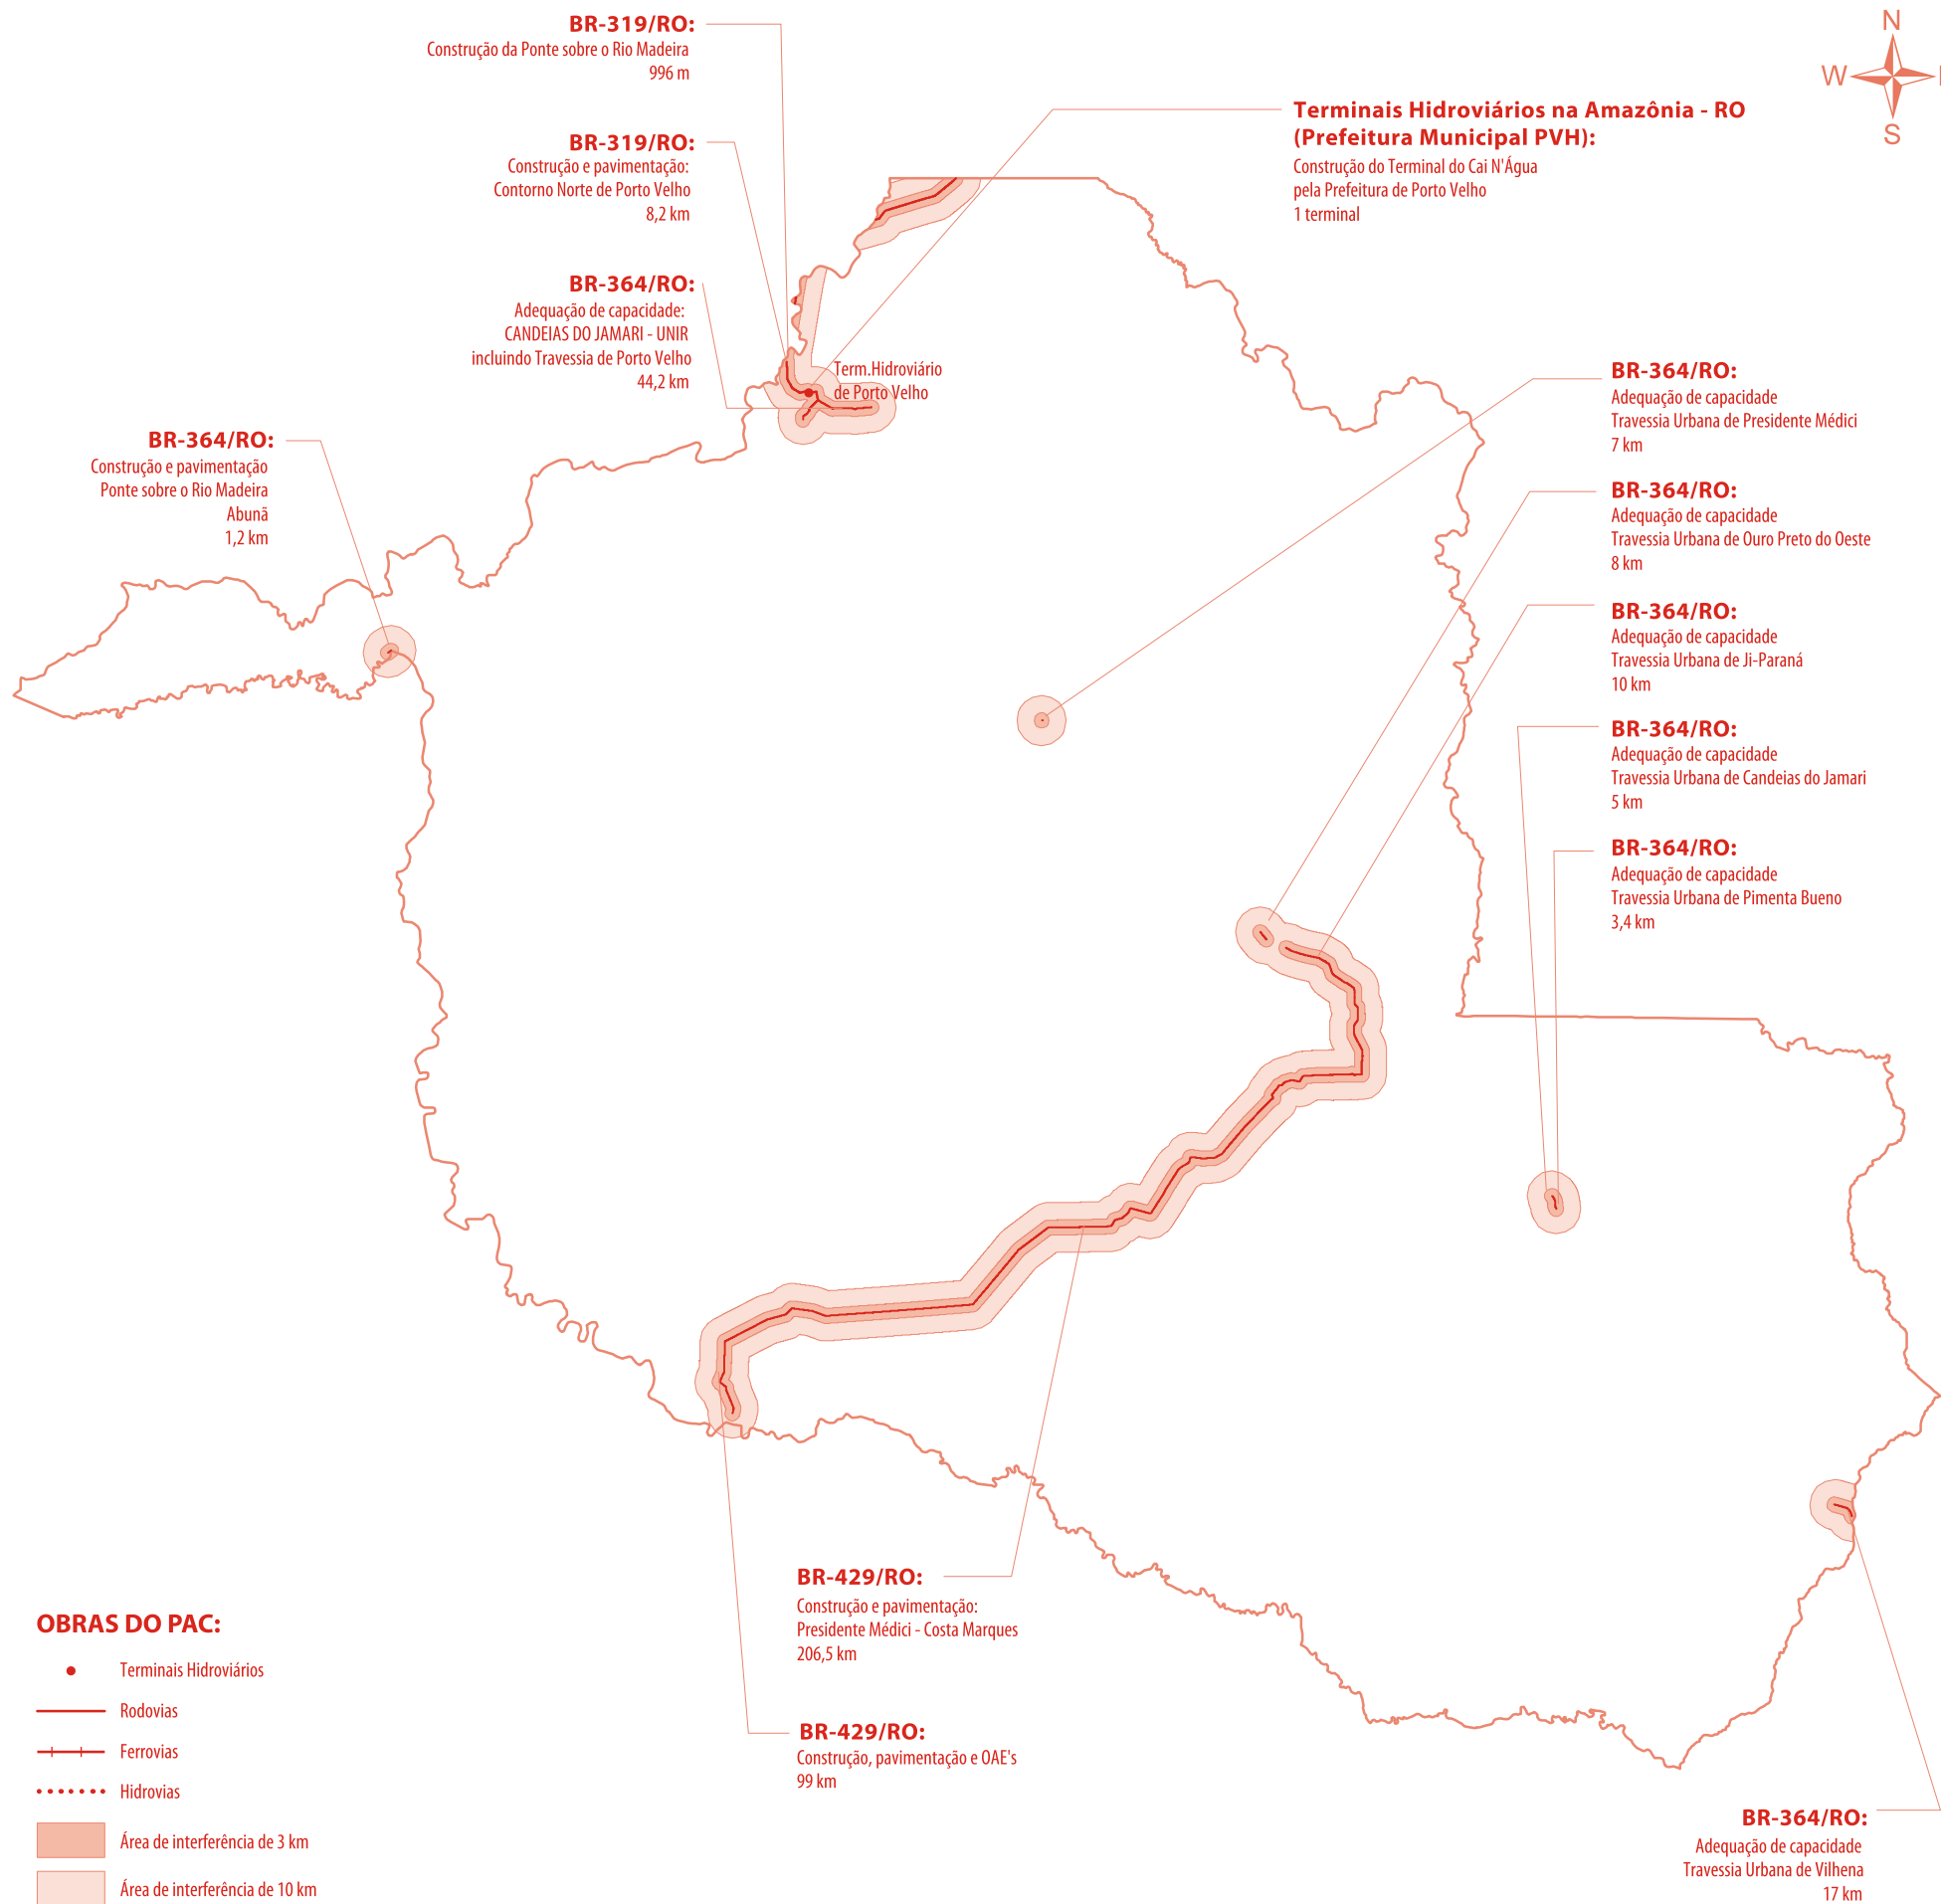 BR-319/RO:
Construção da Ponte sobre o Rio Madeira
996 m
BR-319/RO:
Construção e pavimentação:
Contorno Norte de Porto Velho
8,2 km
BR-364/RO:
Adequação de capacidade:
CANDEIAS DO JAMARI - UNIR
incluindo Travessia de Porto Velho
44,2 km
BR-364/RO:
Construção e pavimentação
Ponte sobre o Rio Madeira
Abunã
1,2 km
Terminais Hidroviários na Amazônia - RO
(Prefeitura Municipal PVH):
Construção do Terminal do Cai N'Água
pela Prefeitura de Porto Velho
1 terminal
N
W
S
Term.Hidroviário
de Porto Velho
BR-364/RO:
Adequação de capacidade
Travessia Urbana de Presidente Médici
7 km
BR-364/RO:
Adequação de capacidade
Travessia Urbana de Ouro Preto do Oeste
8 km
BR-364/RO:
Adequação de capacidade
Travessia Urbana de Ji-Paraná
10 km
BR-364/RO:
Adequação de capacidade
Travessia Urbana de Candeias do Jamari
5 km
BR-364/RO:
Adequação de capacidade
Travessia Urbana de Pimenta Bueno
3,4 km
BR-429/RO:
Construção e pavimentação:
Presidente Médici - Costa Marques
206,5 km
BR-429/RO:
Construção, pavimentação e OAE's
99 km
BR-364/RO:
Adequação de capacidade
Travessia Urbana de Vilhena
17 km
OBRAS DO PAC:
Terminais Hidroviários
Rodovias
Ferrovias
Hidrovias
Área de interferência de 3 km
Área de interferência de 10 km